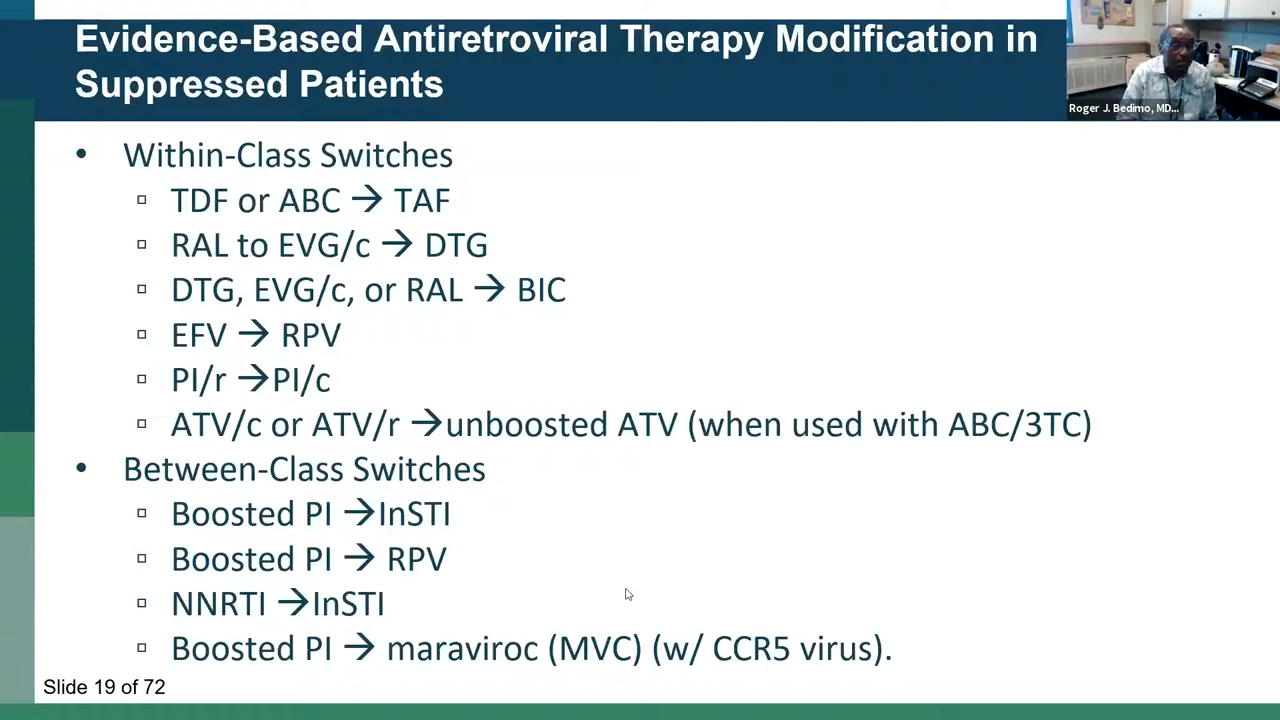 Evidence-Based Antiretroviral Therapy Modification in
Suppressed Patients
Roger J. Bedimo, MD...
• Within-Class Switches
▫ TDF or ABC → TAF
▫ RAL to EVG/c → DTG
▫ DTG, EVG/c, or RAL → BIC
▫ EFV → RPV
▫ PI/r →PI/c
▫ ATV/c or ATV/r →unboosted ATV (when used with ABC/3TC)
• Between-Class Switches
▫ Boosted PI →InSTI
▫ Boosted PI → RPV
▫ NNRTI →InSTI
▫ Boosted PI → maraviroc (MVC) (w/ CCR5 virus).
Slide 19 of 72